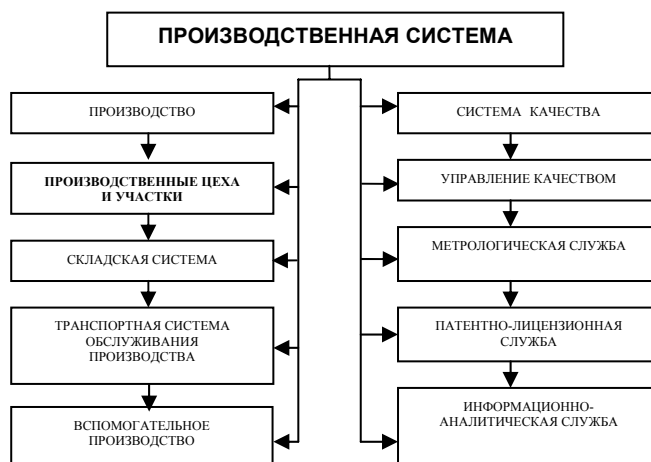 ПРОИЗВОДСТВЕННАЯ СИСТЕМА
ПРОИЗВОДСТВО
ПРОИЗВОДСТВЕННЫЕ ЦЕХА
И УЧАСТКИ
СКЛАДСКАЯ СИСТЕМА
ТРАНСПОРТНАЯ СИСТЕМА
ОБСЛУЖИВАНИЯ
ПРОИЗВОДСТВА
ВСПОМОГАТЕЛЬНОЕ
ПРОИЗВОДСТВО
СИСТЕМА КАЧЕСТВА
УПРАВЛЕНИЕ КАЧЕСТВОМ
МЕТРОЛОГИЧЕСКАЯ СЛУЖБА
ПАТЕНТНО-ЛИЦЕНЗИОННАЯ
СЛУЖБА
ИНФОРМАЦИОННО-
АНАЛИТИЧЕСКАЯ СЛУЖБА